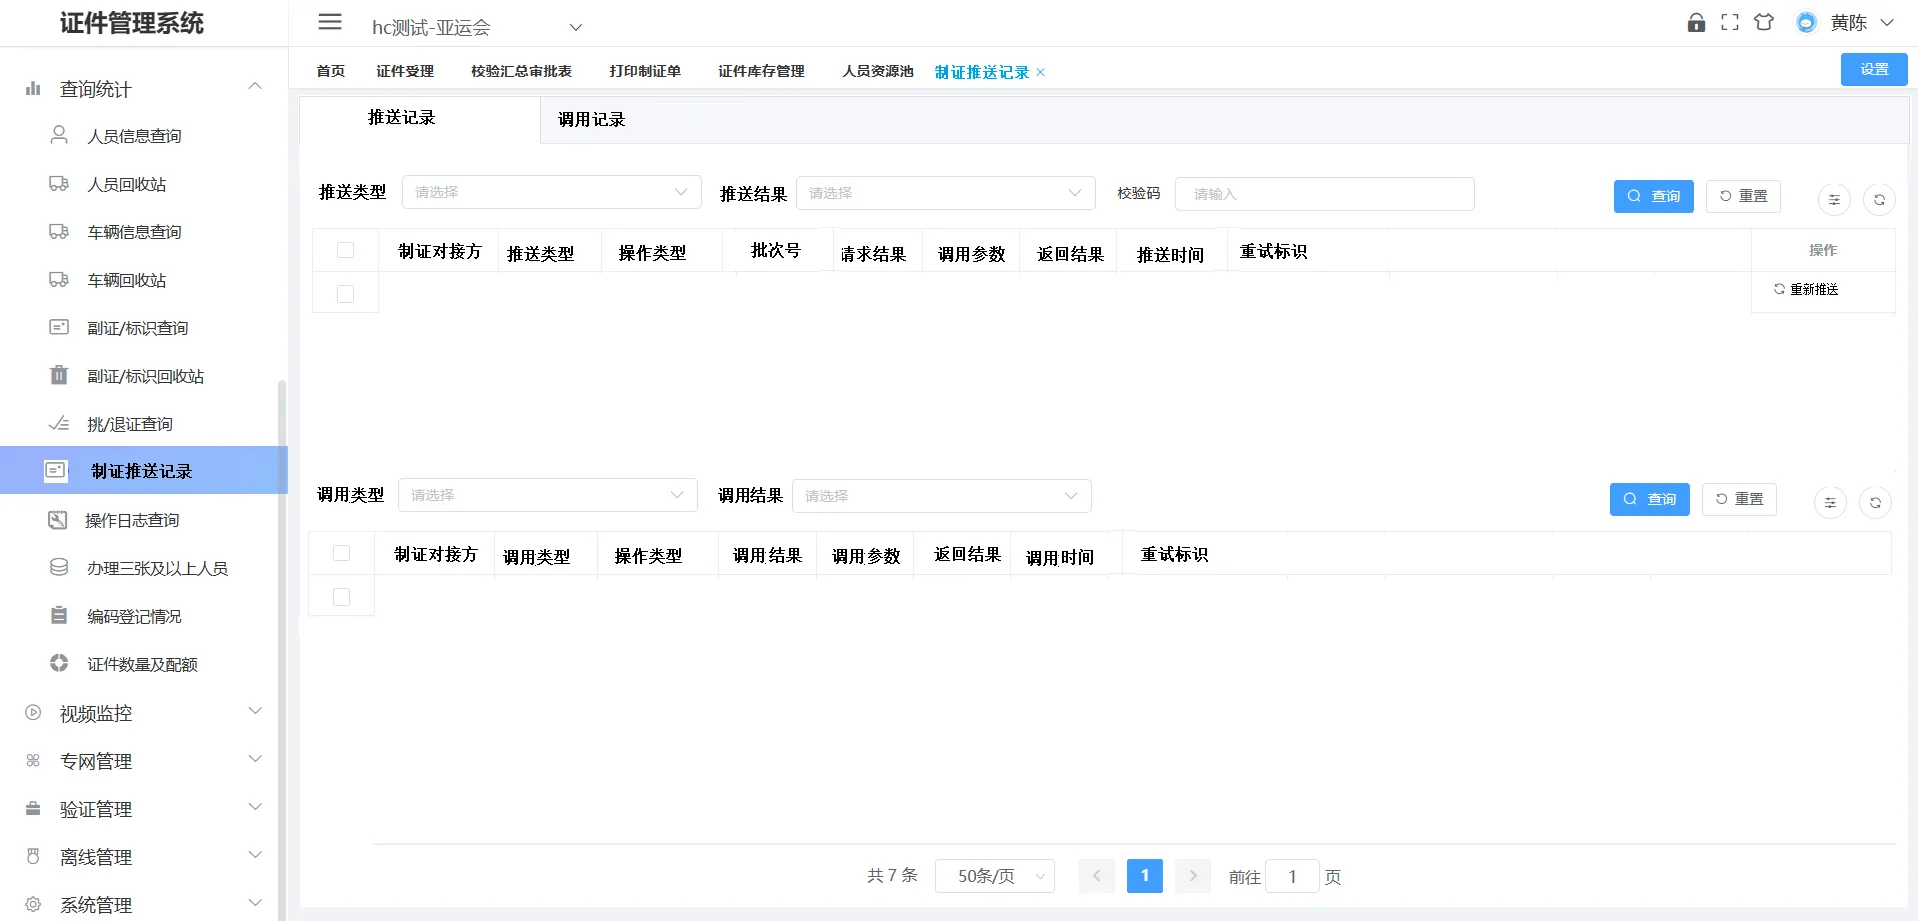 证件管理系统
hc测试-亚运会
黄陈
首页 证件受理 校验汇总审批表 打印制证单 证件库存管理 人员资源池 制证推送记录
设置
查询统计
人员信息查询
人员回收站
车辆信息查询
车辆回收站
副证/标识查询
副证/标识回收站
挑/退证查询
制证推送记录
操作日志查询
办理三张及以上人员
编码登记情况
证件数量及配额
视频监控
专网管理
验证管理
离线管理
系统管理
推送记录 调用记录
推送类型 请选择 推送结果 请选择 校验码 请输入 查询 重置
制证对接方 推送类型 操作类型 批次号 请求结果 调用参数 返回结果 推送时间 重试标识 操作
重新推送
调用类型 请选择 调用结果 请选择 查询 重置
制证对接方 调用类型 操作类型 调用结果 调用参数 返回结果 调用时间 重试标识
共 7 条 50条/页 1 前往 1 页